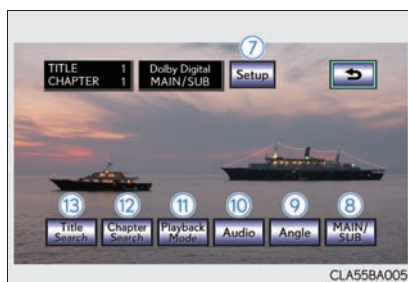 7
TITLE 1
CHAPTER 1
Dolby Digital
MAIN/SUB
Setup
13
12
11
10
9
8
Title
Search
Chapter
Search
Playback
Mode
Audio
Angle
MAIN/
SUB
CLA55BA005